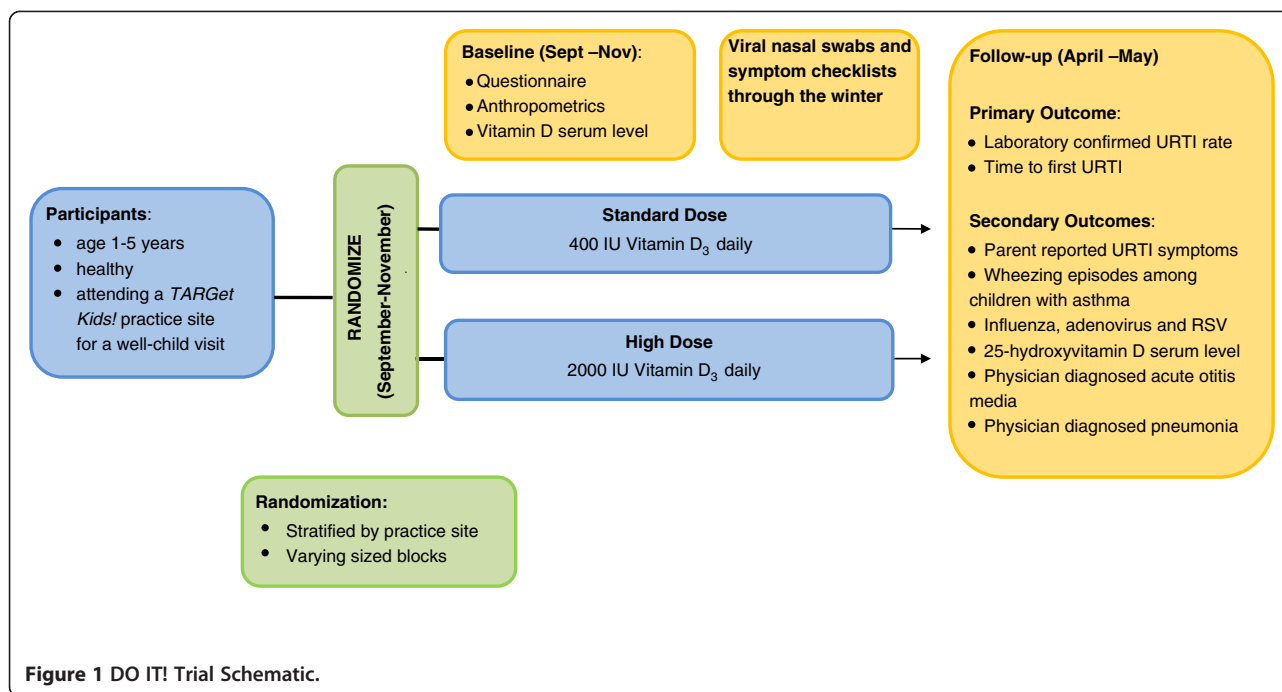 Baseline (Sept –Nov):
• Questionnaire
• Anthropometrics
• Vitamin D serum level
Viral nasal swabs and
symptom checklists
through the winter
Follow-up (April –May)
Primary Outcome:
• Laboratory confirmed URTI rate
• Time to first URTI
Secondary Outcomes:
• Parent reported URTI symptoms
• Wheezing episodes among
children with asthma
• Influenza, adenovirus and RSV
• 25-hydroxyvitamin D serum level
• Physician diagnosed acute otitis
media
• Physician diagnosed pneumonia
Participants:
• age 1-5 years
• healthy
• attending a TARGet
Kids! practice site
for a well-child visit
RANDOMIZE
(September-November)
Standard Dose
400 IU Vitamin D₃ daily
High Dose
2000 IU Vitamin D₃ daily
Randomization:
• Stratified by practice site
• Varying sized blocks
Figure 1 DO IT! Trial Schematic.